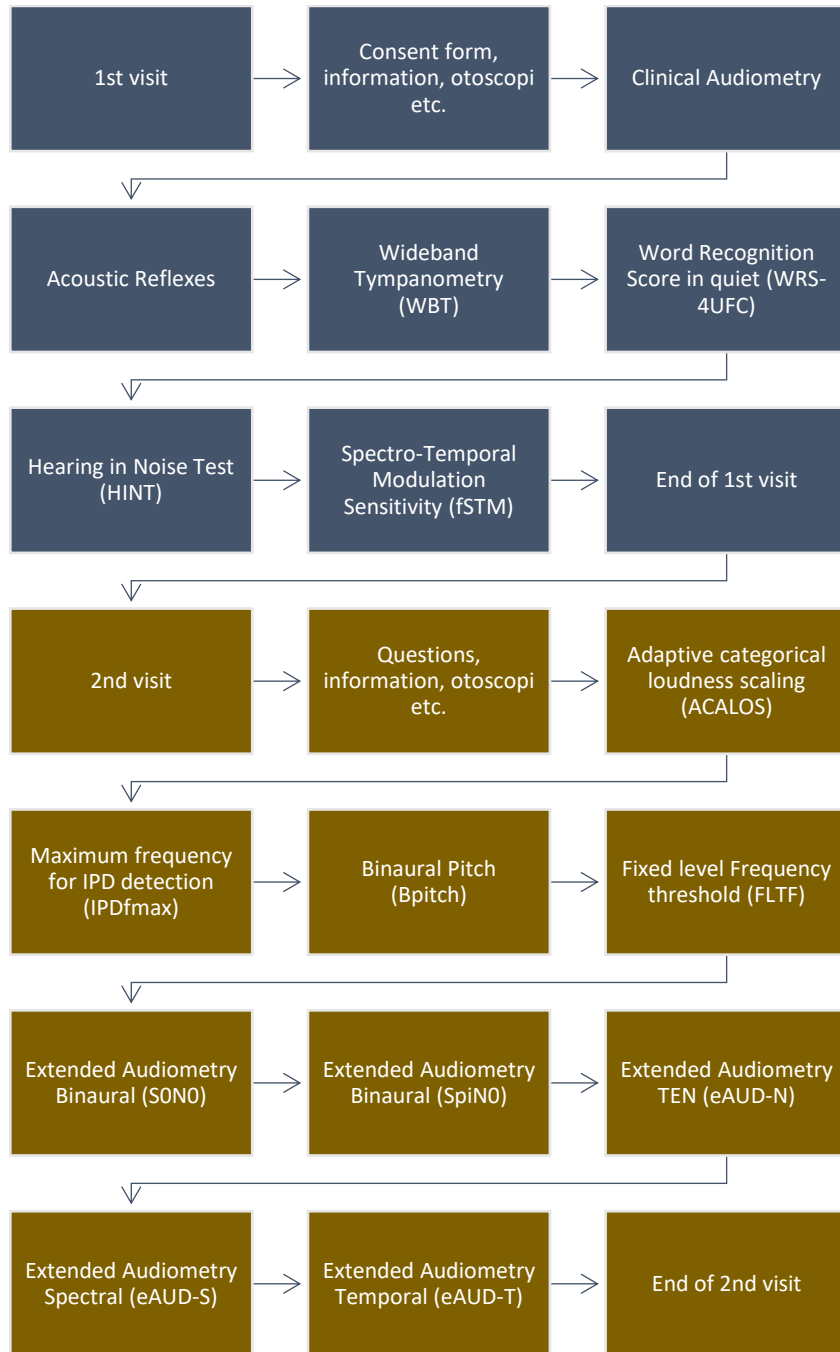 1st visit
Consent form,
information, otoscopi
etc.
Clinical Audiometry
Acoustic Reflexes
Wideband
Tympanometry
(WBT)
Word Recognition
Score in quiet (WRS-
4UFC)
Hearing in Noise Test
(HINT)
Spectro-Temporal
Modulation
Sensitivity (fSTM)
End of 1st visit
2nd visit
Questions,
information, otoscopi
etc.
Adaptive categorical
loudness scaling
(ACALOS)
Maximum frequency
for IPD detection
(IPDfmax)
Binaural Pitch
(Bpitch)
Fixed level Frequency
threshold (FLTF)
Extended Audiometry
Binaural (S0N0)
Extended Audiometry
Binaural (SpiN0)
Extended Audiometry
TEN (eAUD-N)
Extended Audiometry
Spectral (eAUD-S)
Extended Audiometry
Temporal (eAUD-T)
End of 2nd visit